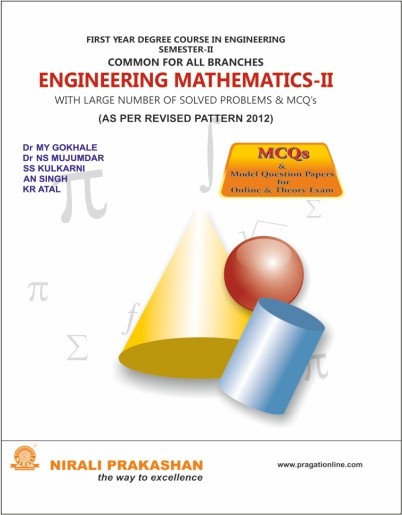 FIRST YEAR DEGREE COURSE IN ENGINEERING
SEMESTER-II
COMMON FOR ALL BRANCHES
ENGINEERING MATHEMATICS-II
WITH LARGE NUMBER OF SOLVED PROBLEMS & MCQ's
(AS PER REVISED PATTERN 2012)
Dr MY GOKHALE
Dr NS MUJUMDAR
SS KULKARNI
AN SINGH
KR ATAL
MCQs
&
Model Question Papers
for
Online & Theory Exam
∫
π
√
Σ
π
f
Σ
π
NIRALI PRAKASHAN
the way to excellence
www.pragationline.com